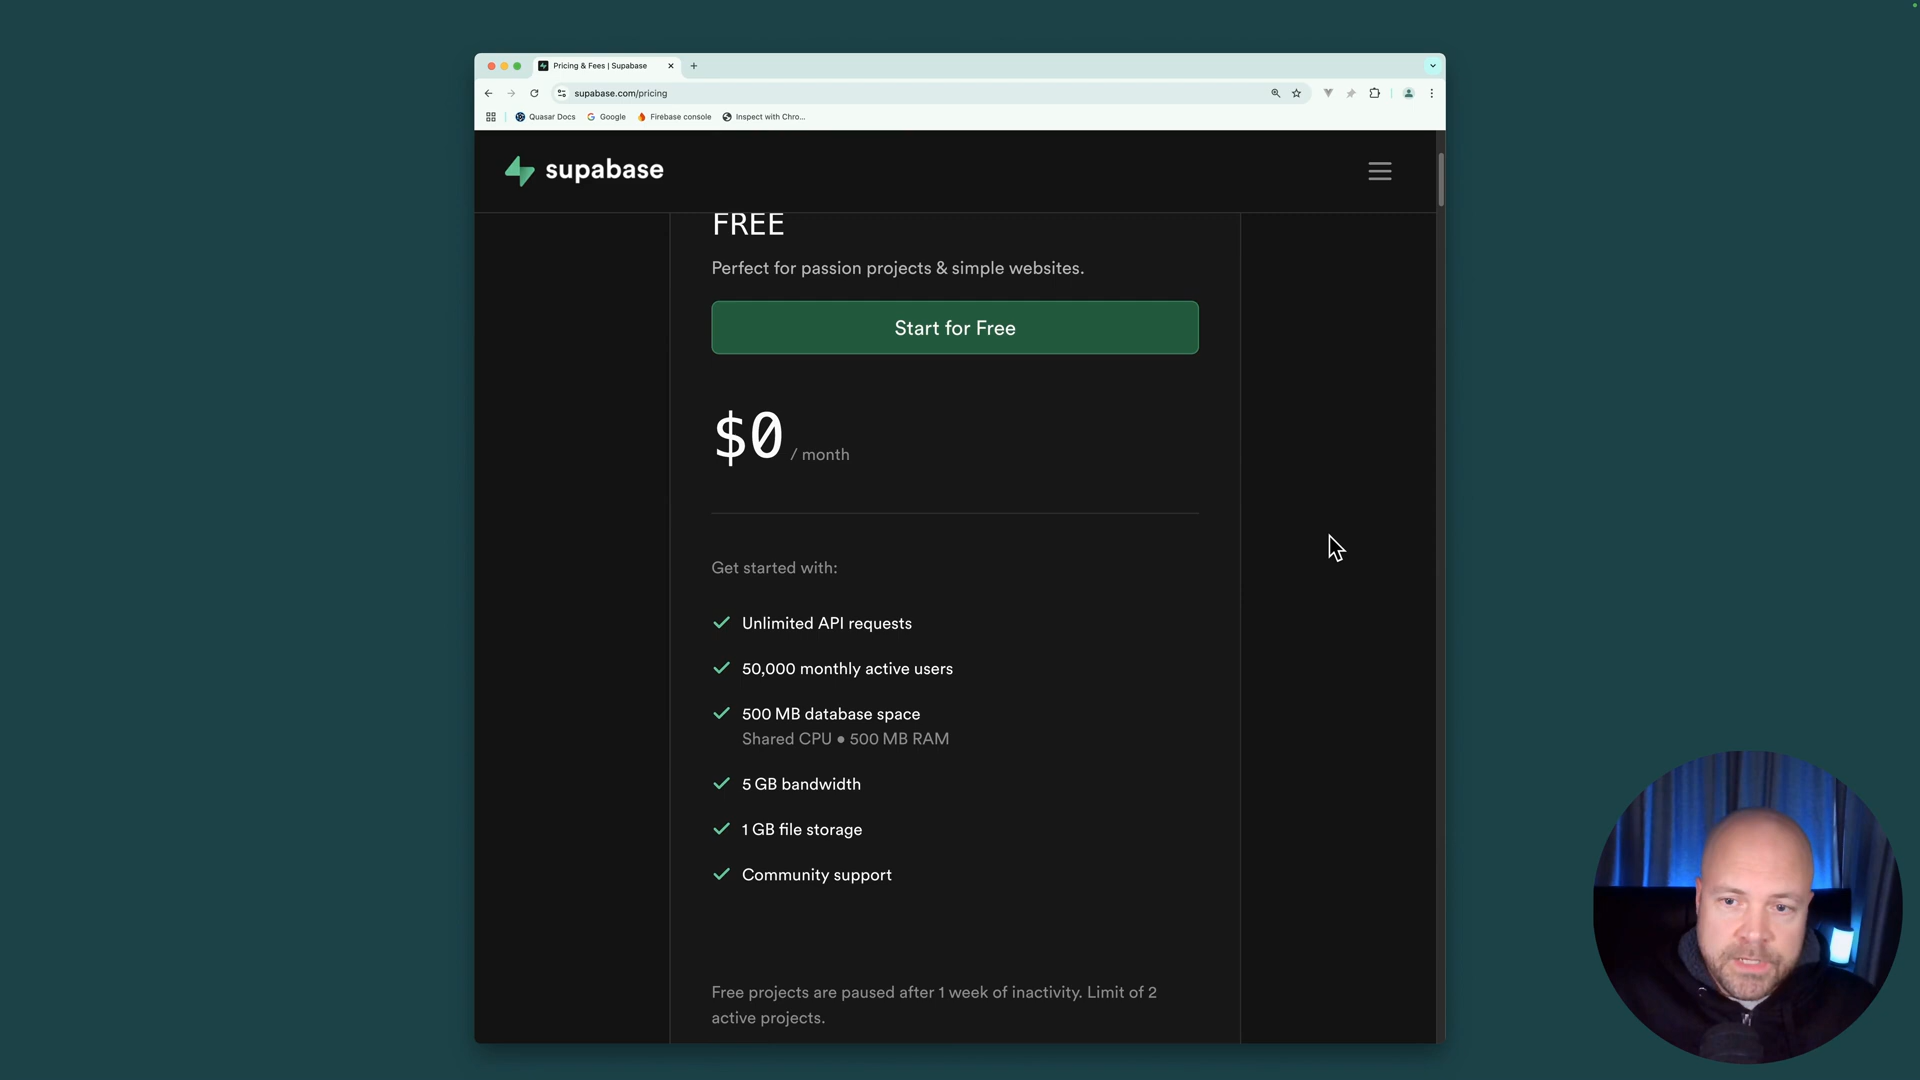 Pricing & Fees | Supabase
supabase.com/pricing
Quasar Docs
Google
Firebase console
Inspect with Chro...
supabase
FREE
Perfect for passion projects & simple websites.
Start for Free
$0 / month
Get started with:
Unlimited API requests
50,000 monthly active users
500 MB database space
Shared CPU • 500 MB RAM
5 GB bandwidth
1 GB file storage
Community support
Free projects are paused after 1 week of inactivity. Limit of 2
active projects.